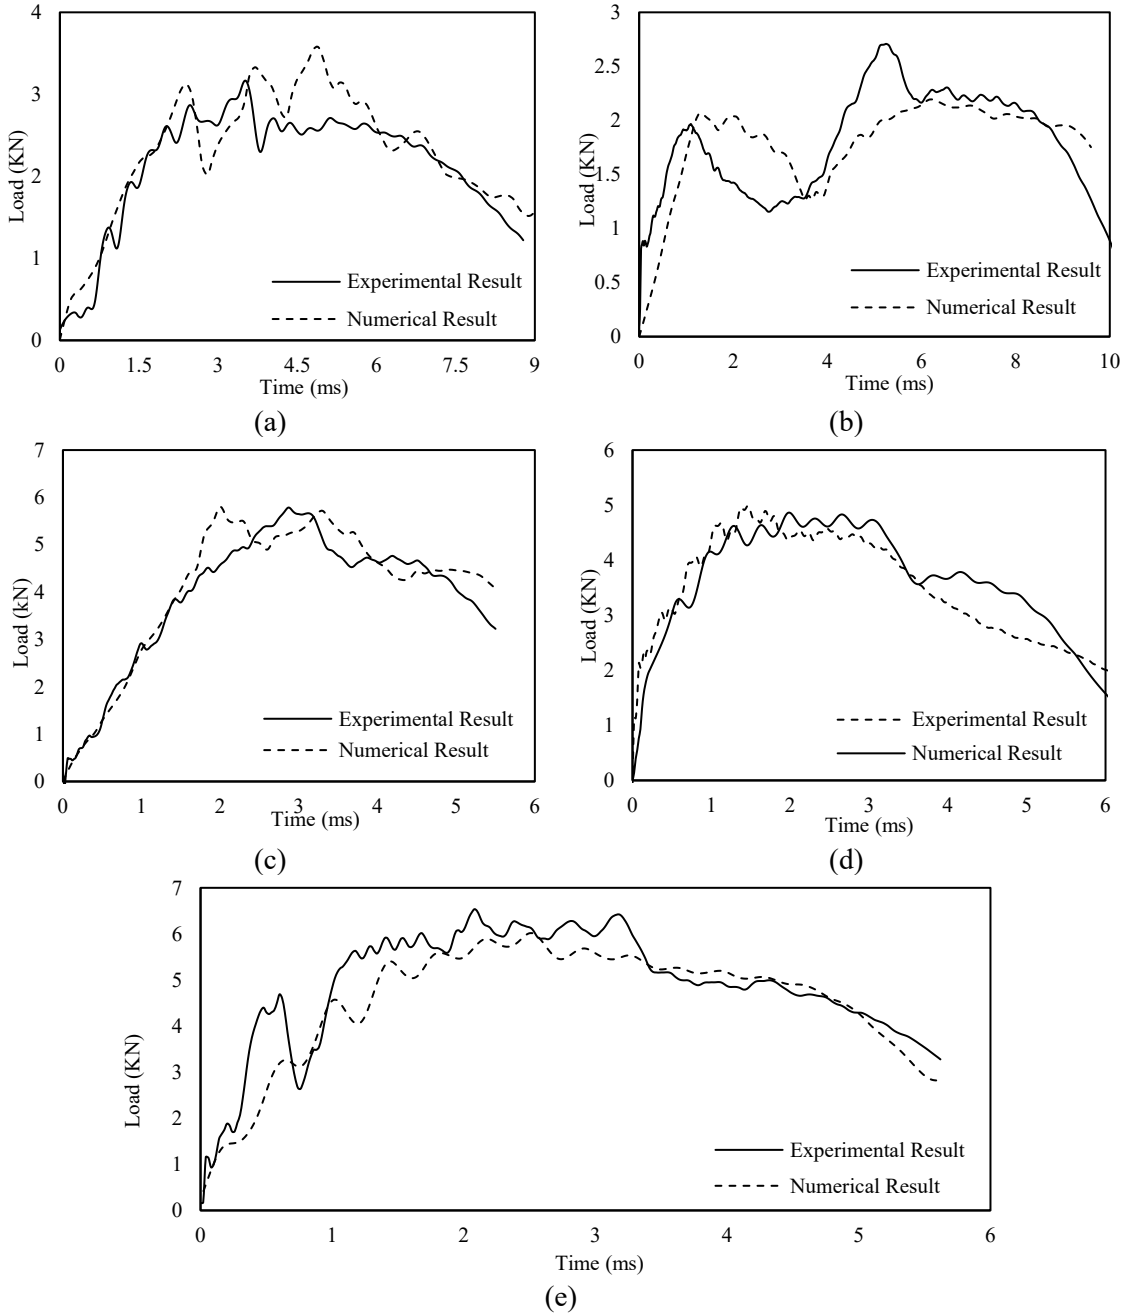 4
3
2
1
0
Load (KN)
Experimental Result
Numerical Result
0 1.5 3 4.5 6 7.5 9
Time (ms)
(a)
3
2.5
2
1.5
1
0.5
0
Load (KN)
Experimental Result
Numerical Result
0 2 4 6 8 10
Time (ms)
(b)
7
6
5
4
3
2
1
0
Load (kN)
Experimental Result
Numerical Result
0 1 2 3 4 5 6
Time (ms)
(c)
6
5
4
3
2
1
0
Load (KN)
Experimental Result
Numerical Result
0 1 2 3 4 5 6
Time (ms)
(d)
7
6
5
4
3
2
1
0
Load (KN)
Experimental Result
Numerical Result
0 1 2 3 4 5 6
Time (ms)
(e)